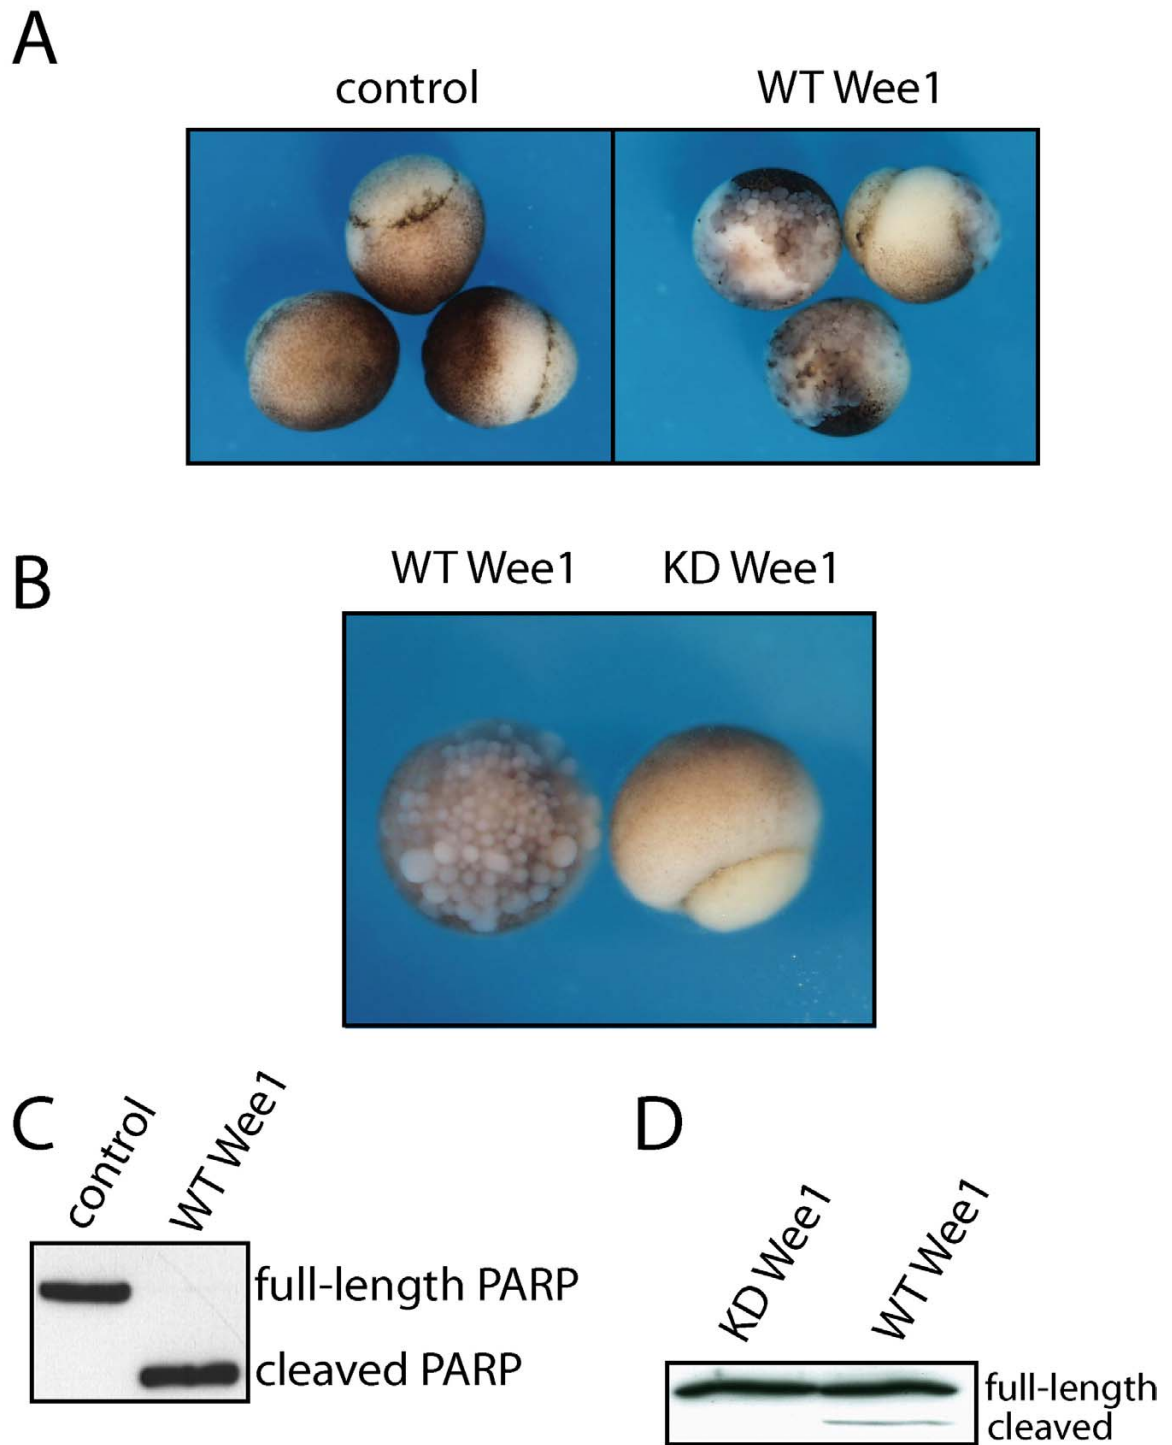 A
control WT Wee1
B
WT Wee1 KD Wee1
C
control
WT Wee1
full-length PARP
cleaved PARP
D
KD Wee1
WT Wee1
full-length
cleaved